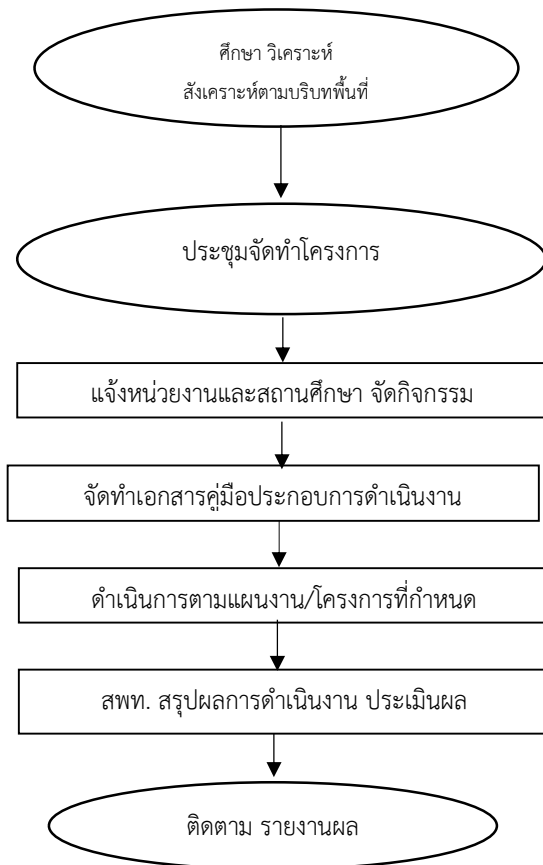 ศึกษา วิเคราะห์
สังเคราะห์ตามบริบทพื้นที่
ประชุมจัดทำโครงการ
แจ้งหน่วยงานและสถานศึกษา จัดกิจกรรม
จัดทำเอกสารคู่มือประกอบการดำเนินงาน
ดำเนินการตามแผนงาน/โครงการที่กำหนด
สพท. สรุปผลการดำเนินงาน ประเมินผล
ติดตาม รายงานผล